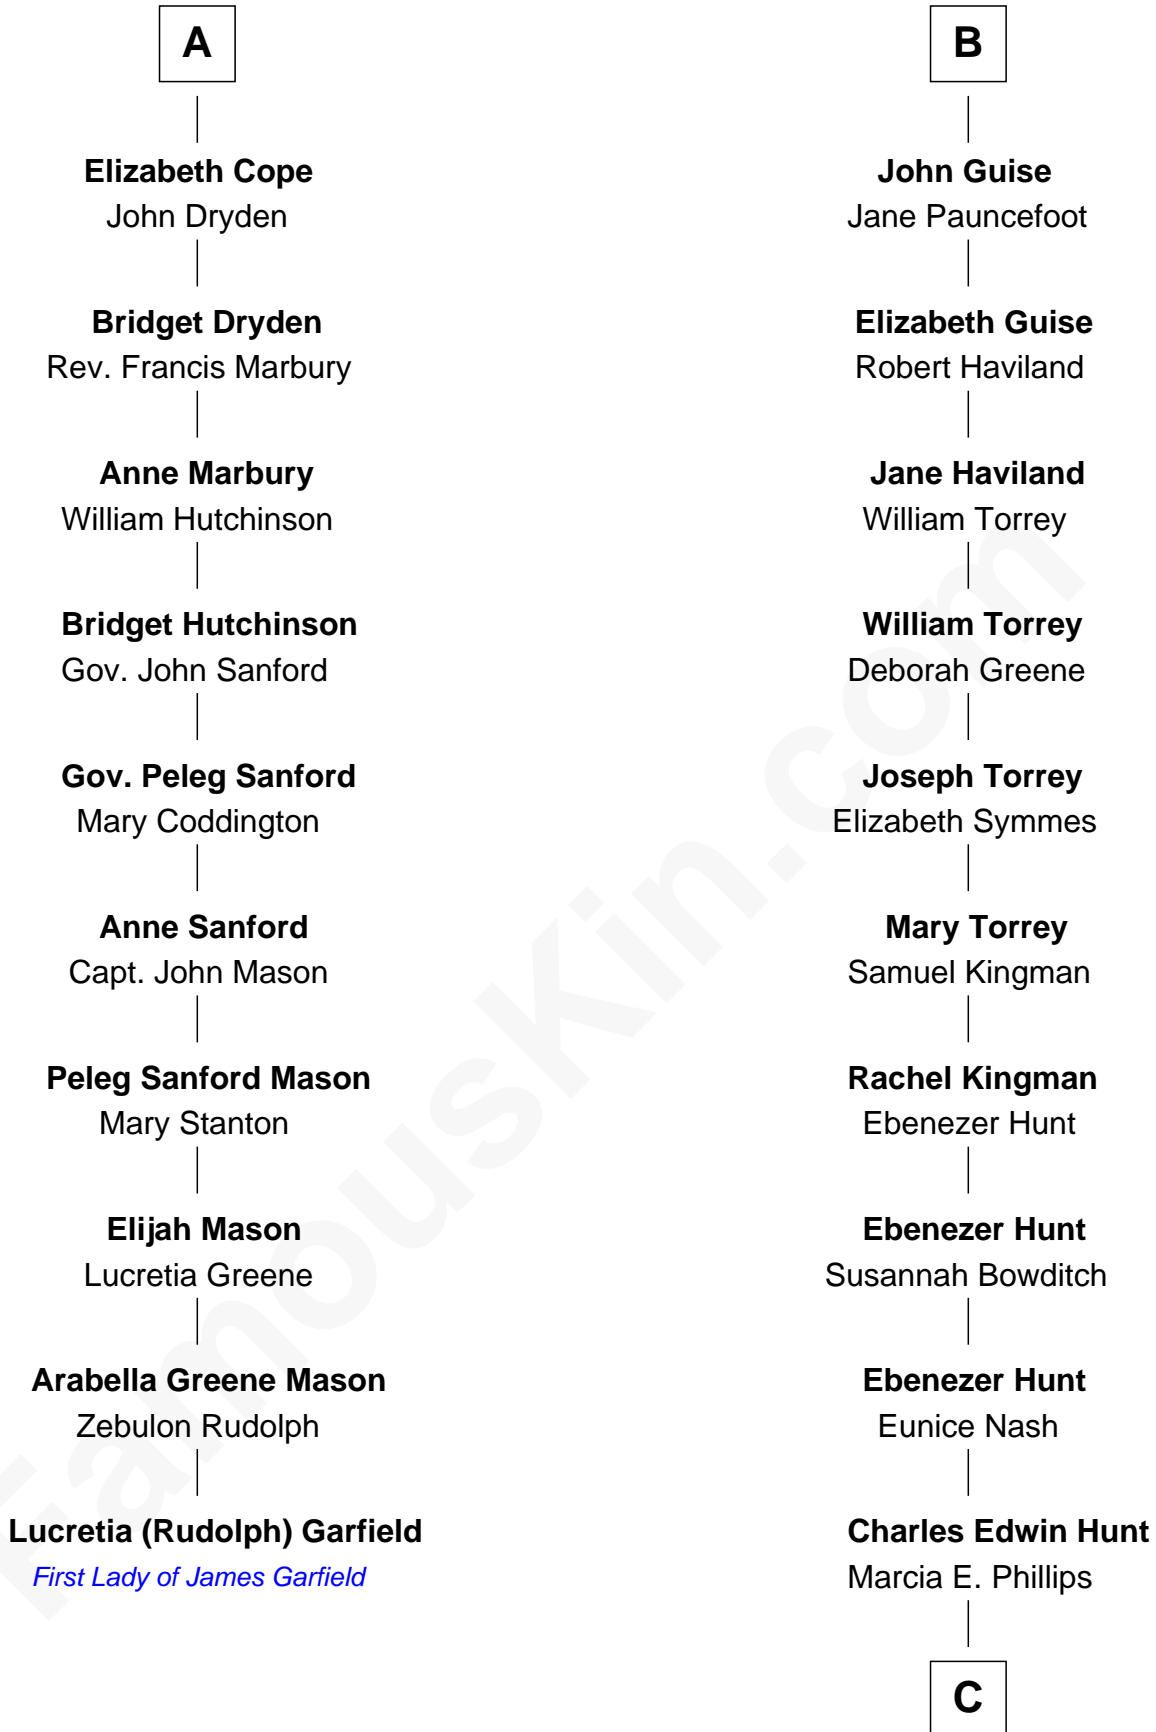 A
Elizabeth Cope
John Dryden
Bridget Dryden
Rev. Francis Marbury
Anne Marbury
William Hutchinson
Bridget Hutchinson
Gov. John Sanford
Gov. Peleg Sanford
Mary Coddington
Anne Sanford
Capt. John Mason
Peleg Sanford Mason
Mary Stanton
Elijah Mason
Lucretia Greene
Arabella Greene Mason
Zebulon Rudolph
Lucretia (Rudolph) Garfield
First Lady of James Garfield
B
John Guise
Jane Pauncefoot
Elizabeth Guise
Robert Haviland
Jane Haviland
William Torrey
William Torrey
Deborah Greene
Joseph Torrey
Elizabeth Symmes
Mary Torrey
Samuel Kingman
Rachel Kingman
Ebenezer Hunt
Ebenezer Hunt
Susannah Bowditch
Ebenezer Hunt
Eunice Nash
Charles Edwin Hunt
Marcia E. Phillips
C
FamousKin.com